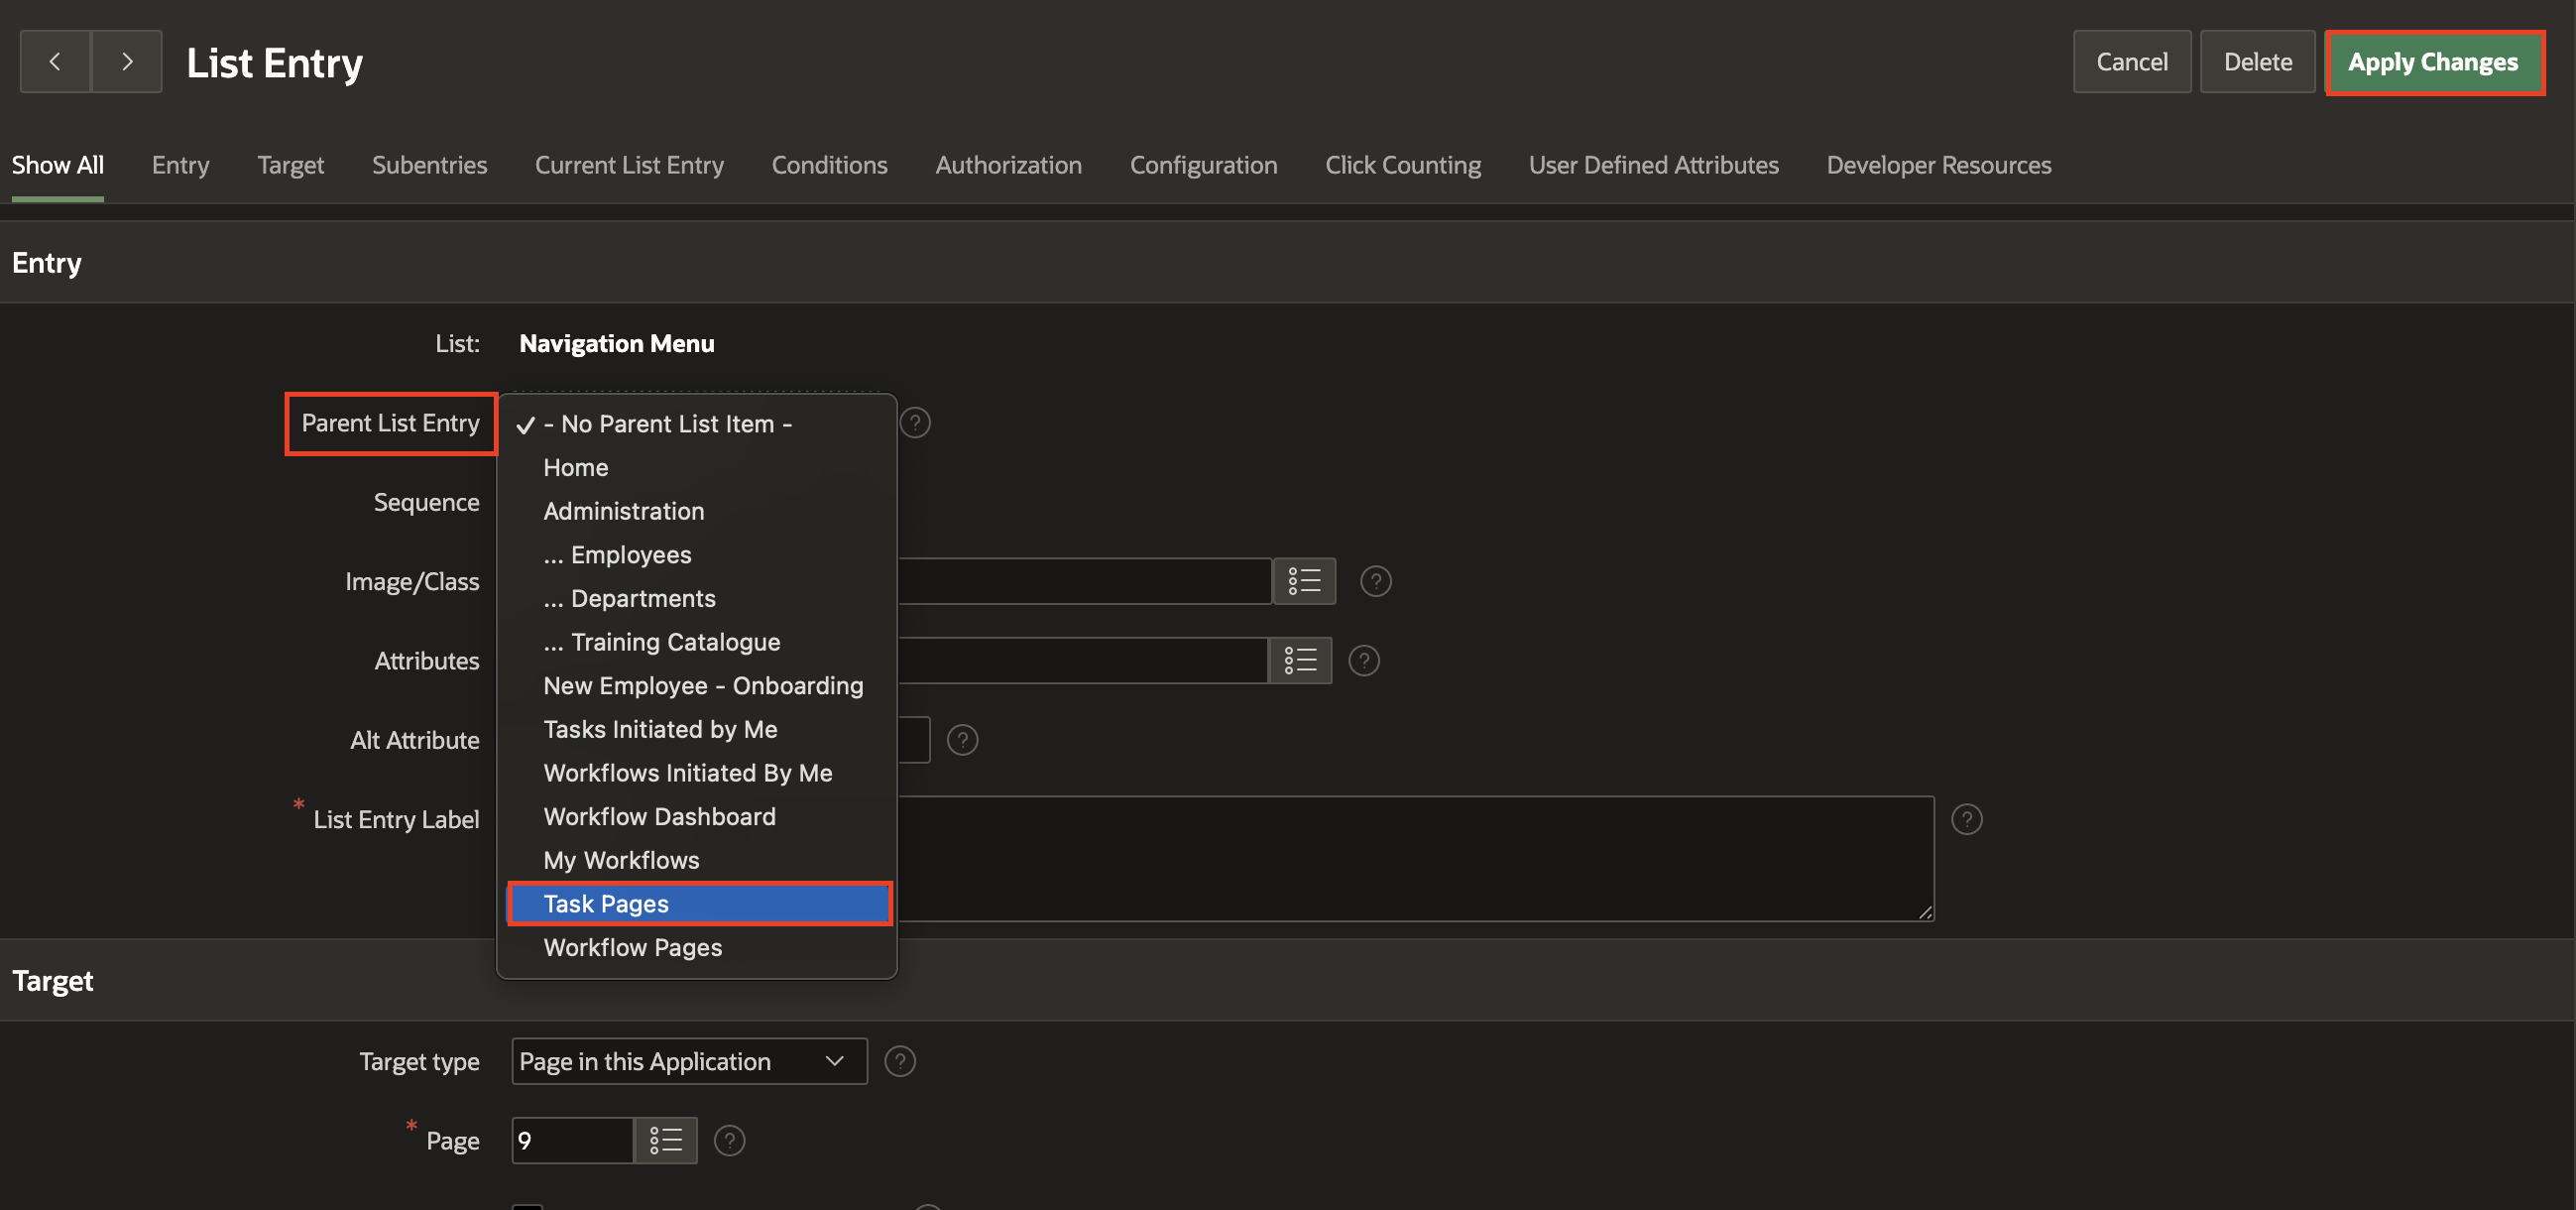 List Entry
Cancel
Delete
Apply Changes
Show All
Entry
Target
Subentries
Current List Entry
Conditions
Authorization
Configuration
Click Counting
User Defined Attributes
Developer Resources
Entry
List:
Navigation Menu
Parent List Entry
✓ - No Parent List Item -
?
Home
Sequence
Administration
... Employees
Image/Class
?
... Departments
... Training Catalogue
Attributes
?
New Employee - Onboarding
Tasks Initiated by Me
Alt Attribute
?
Workflows Initiated By Me
* List Entry Label
Workflow Dashboard
?
My Workflows
Task Pages
Workflow Pages
Target
Target type
Page in this Application
?
* Page
9
?